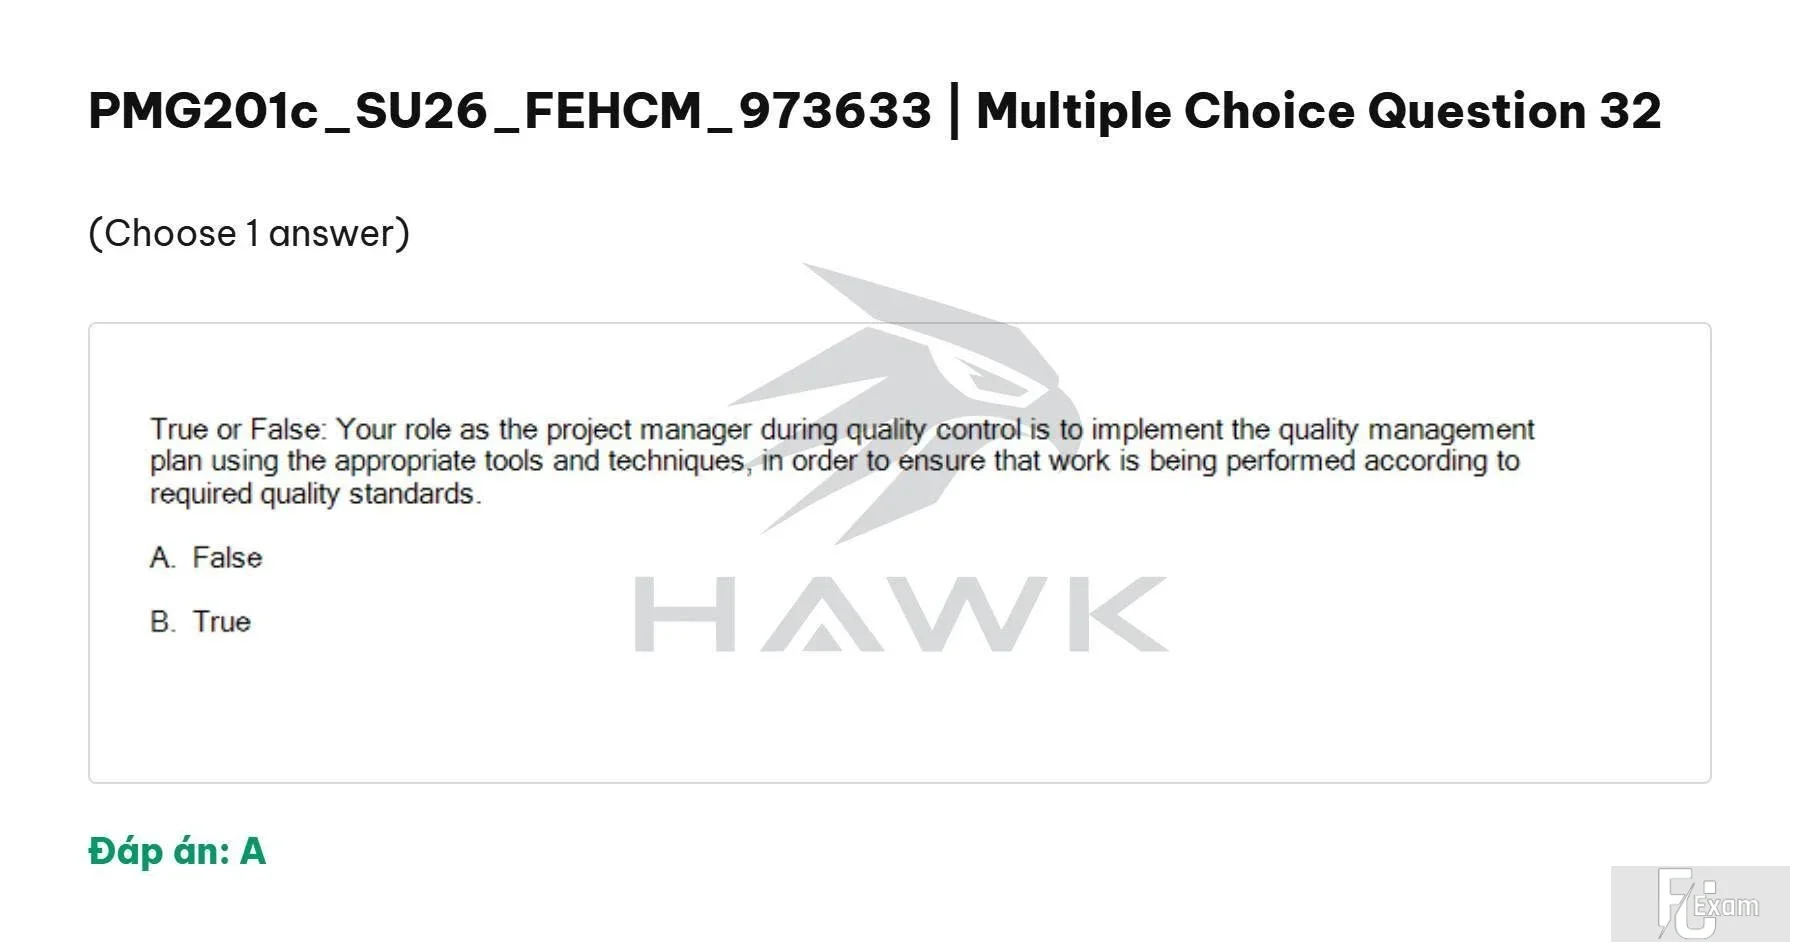 PMG201c_SU26_FEHCM_973633 | Multiple Choice Question 32
(Choose 1 answer)
True or False: Your role as the project manager during quality control is to implement the quality management
plan using the appropriate tools and techniques, in order to ensure that work is being performed according to
required quality standards.
A. False
B. True
HAWK
Đáp án: A
FU Exam